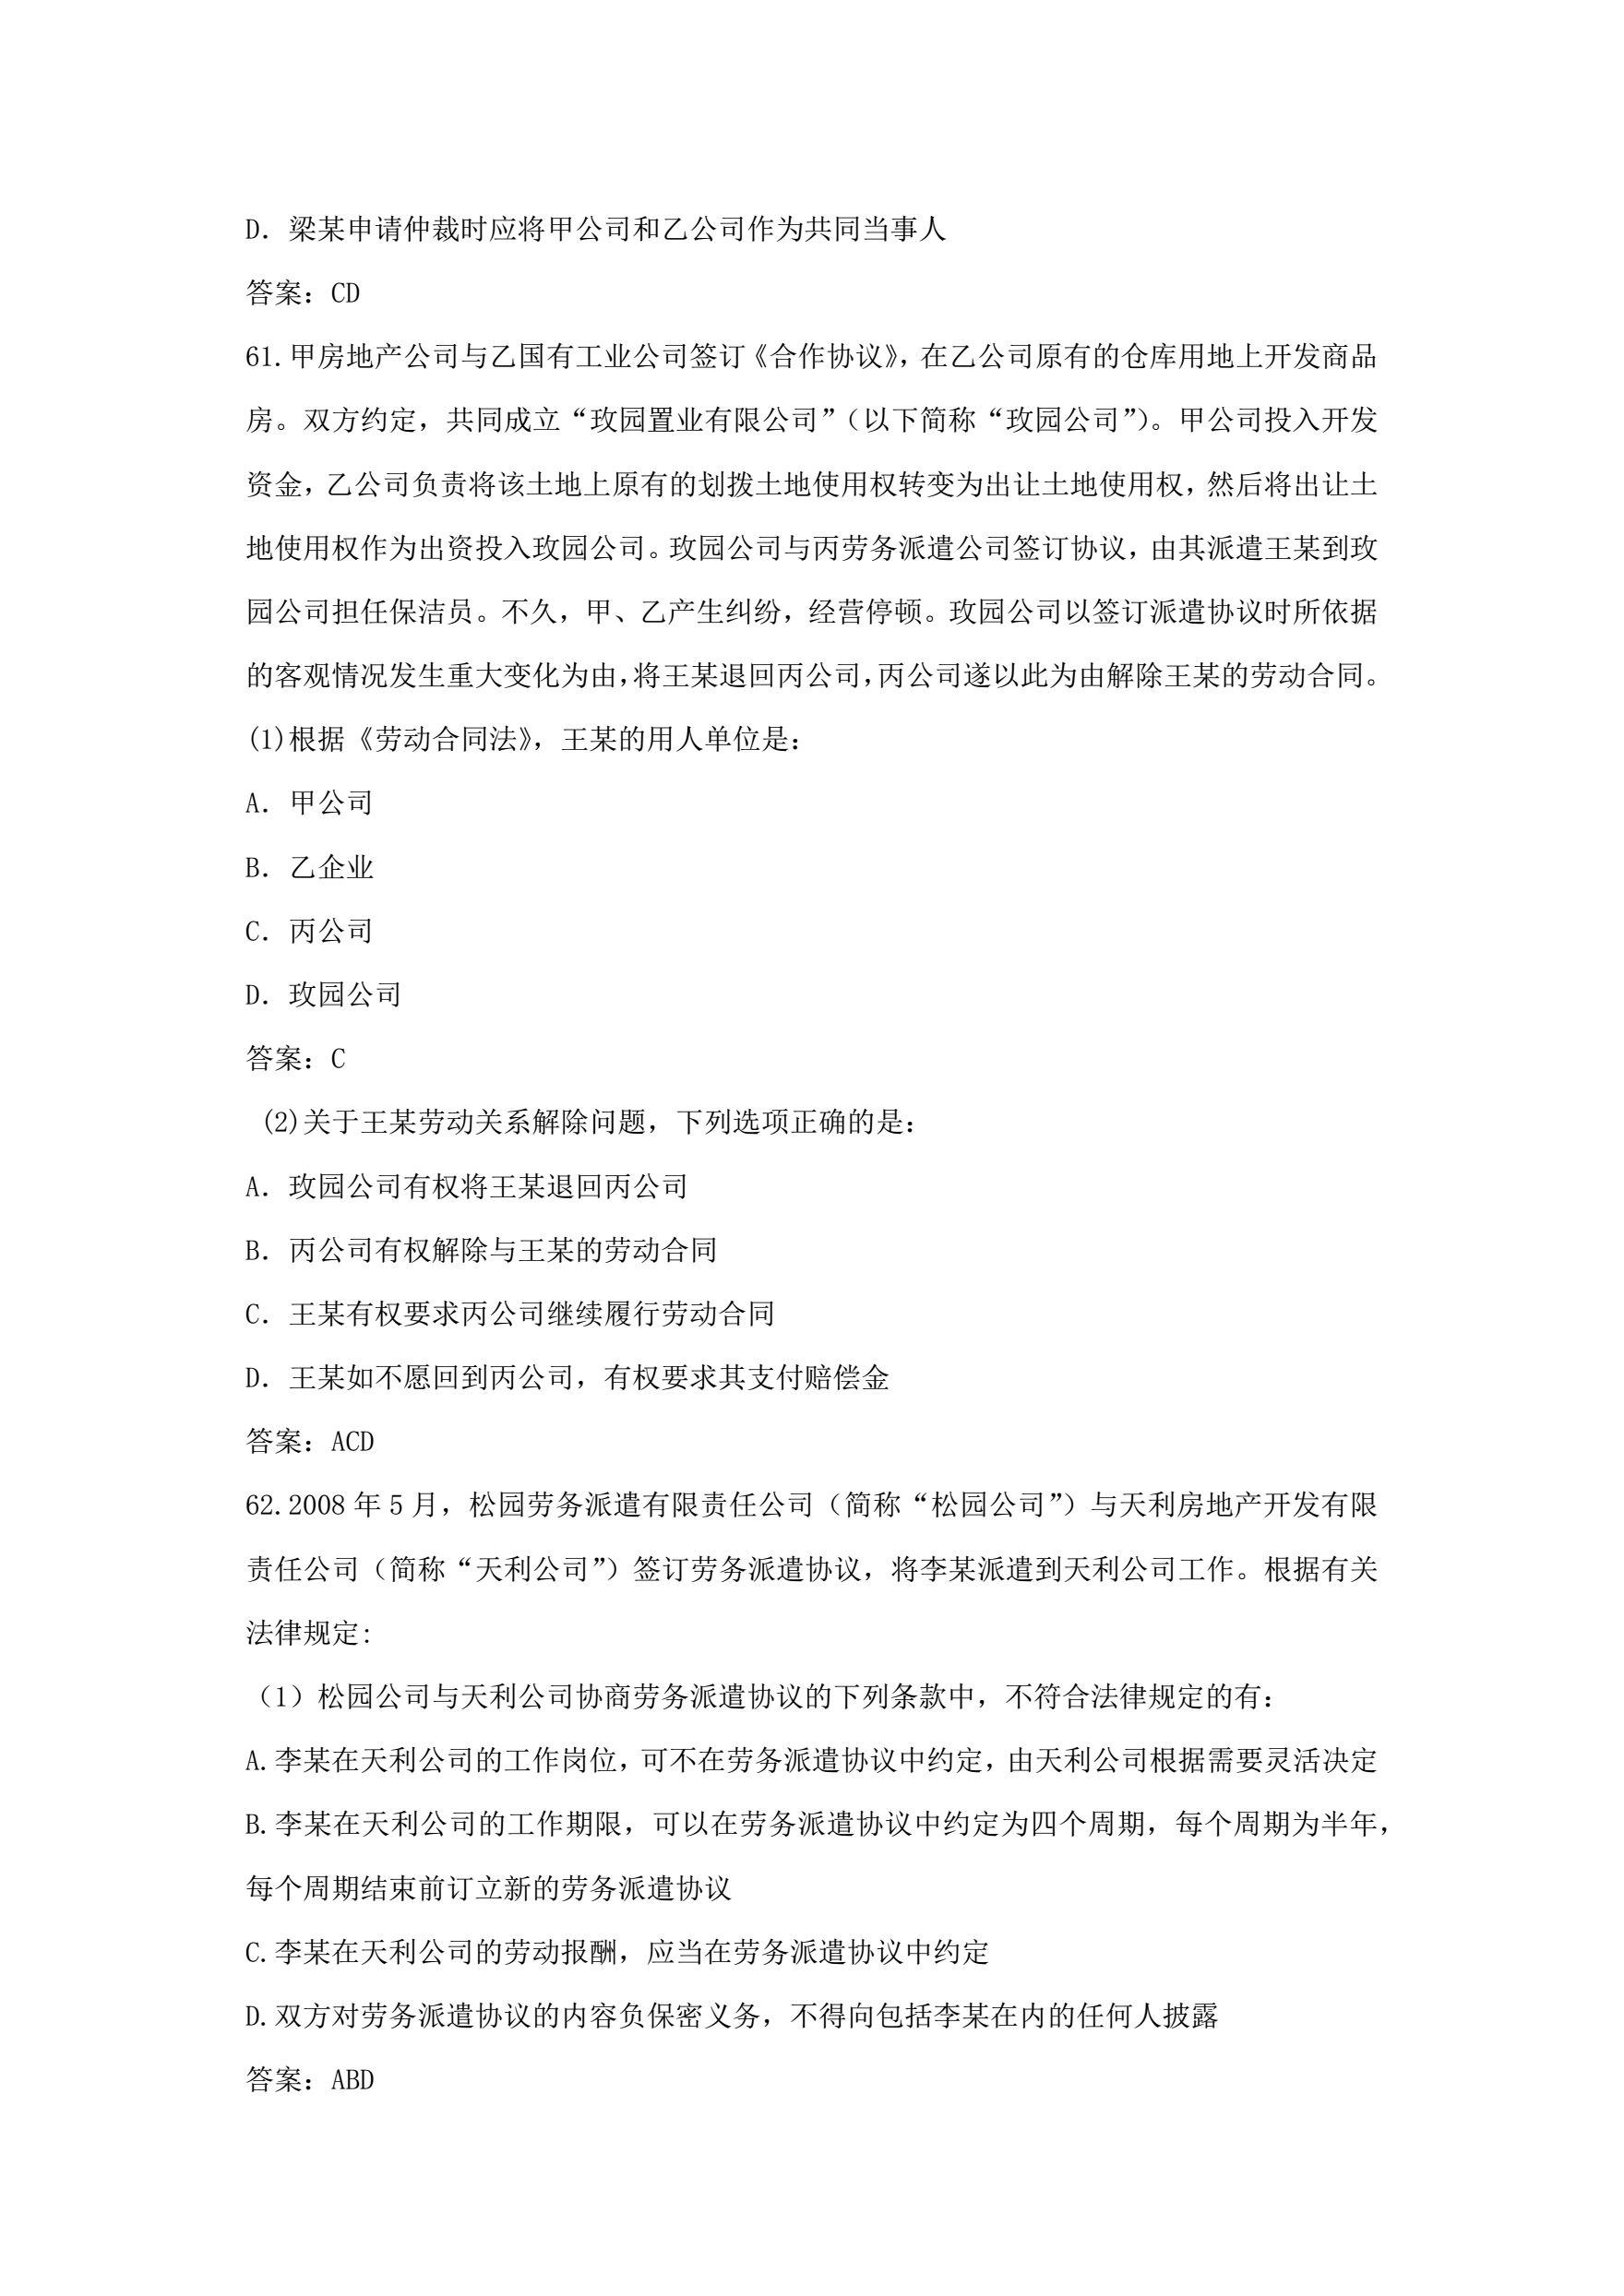 D．梁某申请仲裁时应将甲公司和乙公司作为共同当事人
答案：CD
61.甲房地产公司与乙国有工业公司签订《合作协议》，在乙公司原有的仓库用地上开发商品
房。双方约定，共同成立“玫园置业有限公司”（以下简称“玫园公司”）。甲公司投入开发
资金，乙公司负责将该土地上原有的划拨土地使用权转变为出让土地使用权，然后将出让土
地使用权作为出资投入玫园公司。玫园公司与丙劳务派遣公司签订协议，由其派遣王某到玫
园公司担任保洁员。不久，甲、乙产生纠纷，经营停顿。玫园公司以签订派遣协议时所依据
的客观情况发生重大变化为由，将王某退回丙公司，丙公司遂以此为由解除王某的劳动合同。
(1)根据《劳动合同法》，王某的用人单位是：
A．甲公司
B．乙企业
C．丙公司
D．玫园公司
答案：C
(2)关于王某劳动关系解除问题，下列选项正确的是：
A．玫园公司有权将王某退回丙公司
B．丙公司有权解除与王某的劳动合同
C．王某有权要求丙公司继续履行劳动合同
D．王某如不愿回到丙公司，有权要求其支付赔偿金
答案：ACD
62.2008 年 5 月，松园劳务派遣有限责任公司（简称“松园公司”）与天利房地产开发有限
责任公司（简称“天利公司”）签订劳务派遣协议，将李某派遣到天利公司工作。根据有关
法律规定:
（1）松园公司与天利公司协商劳务派遣协议的下列条款中，不符合法律规定的有：
A.李某在天利公司的工作岗位，可不在劳务派遣协议中约定，由天利公司根据需要灵活决定
B.李某在天利公司的工作期限，可以在劳务派遣协议中约定为四个周期，每个周期为半年，
每个周期结束前订立新的劳务派遣协议
C.李某在天利公司的劳动报酬，应当在劳务派遣协议中约定
D.双方对劳务派遣协议的内容负保密义务，不得向包括李某在内的任何人披露
答案：ABD